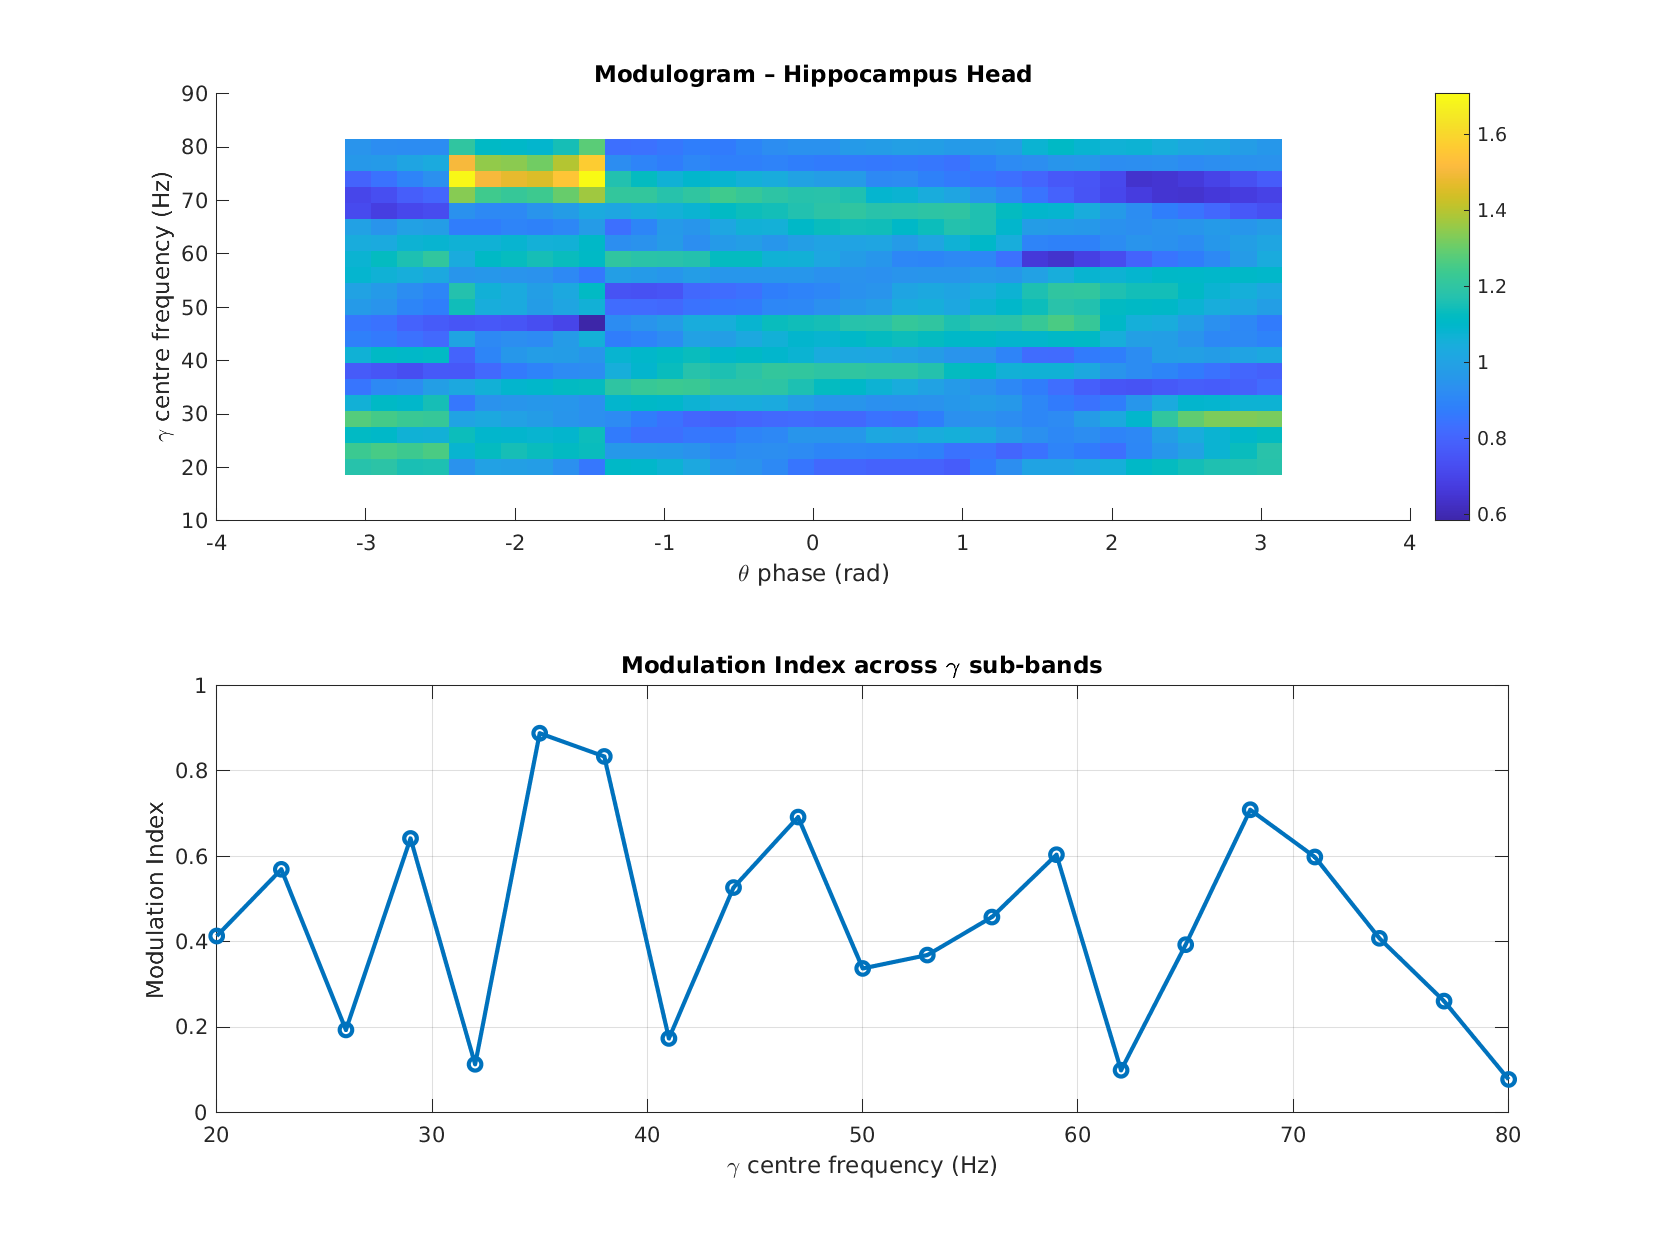 Modulogram – Hippocampus Head
90
80
70
60
50
40
30
20
10
γ centre frequency (Hz)
-4 -3 -2 -1 0 1 2 3 4
θ phase (rad)
1.6
1.4
1.2
1
0.8
0.6
Modulation Index across γ sub-bands
1
0.8
0.6
0.4
0.2
0
Modulation Index
20 30 40 50 60 70 80
γ centre frequency (Hz)